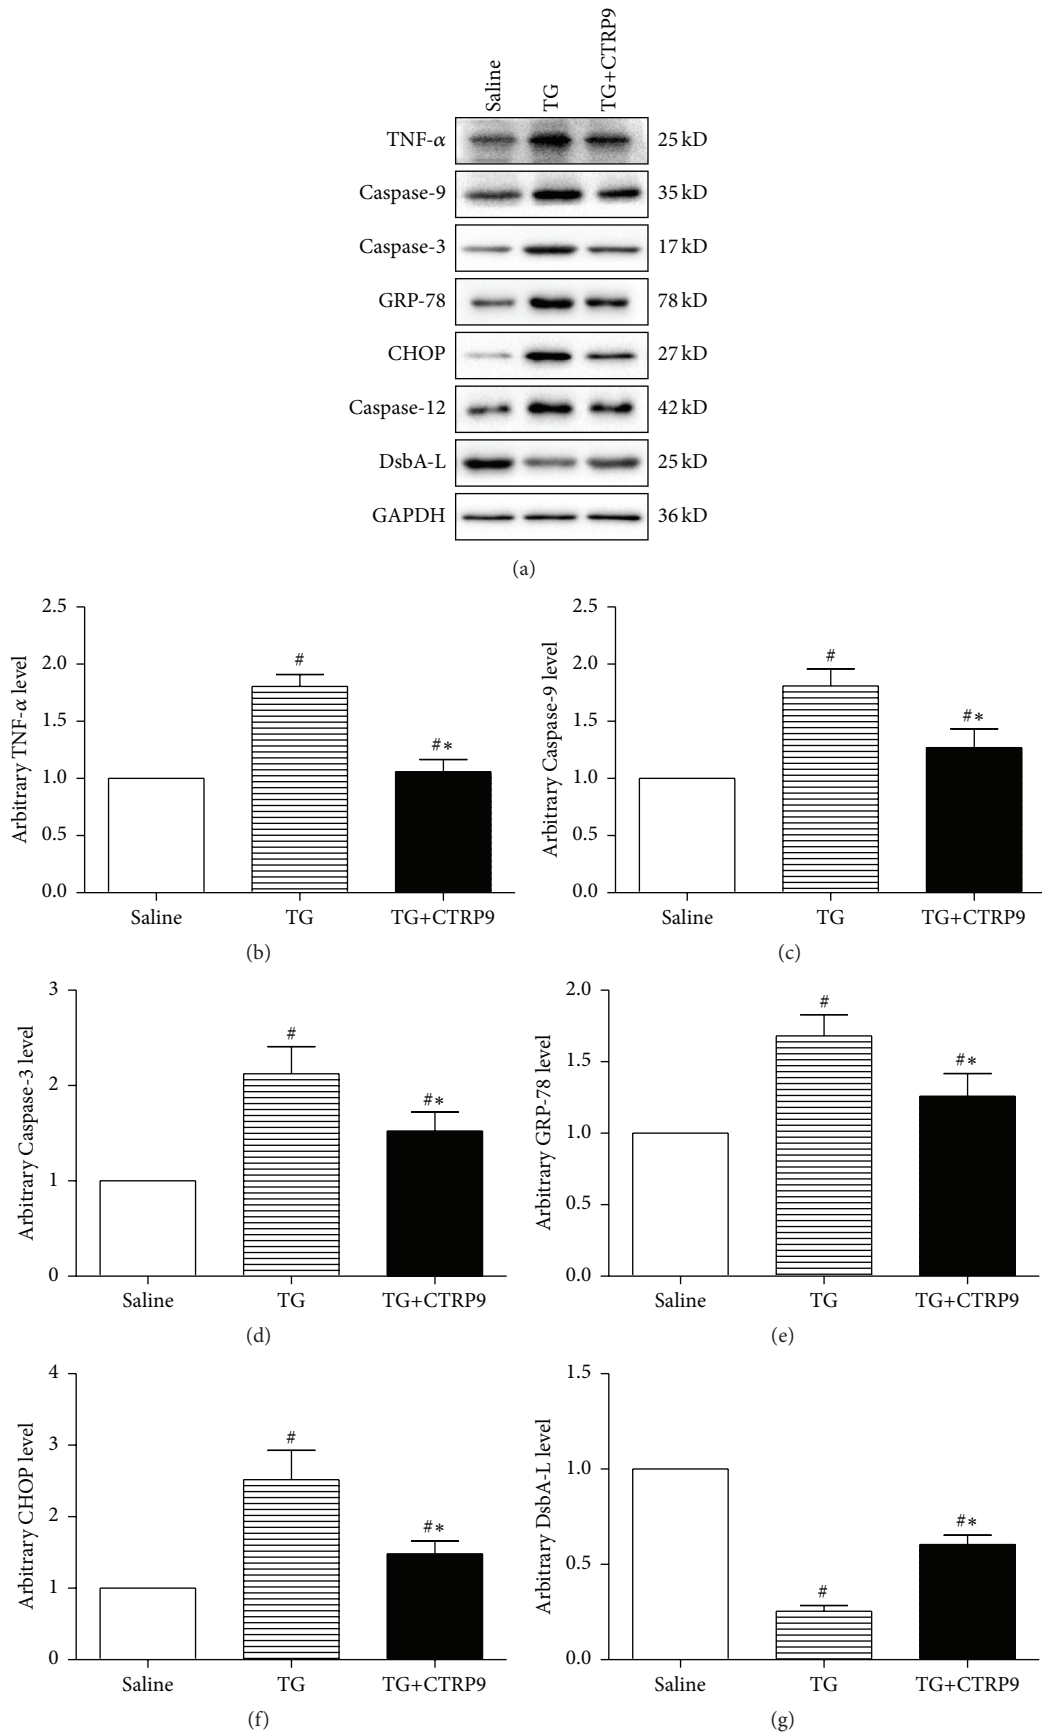 Saline
TG
TG+CTRP9
TNF-α 25 kD
Caspase-9 35 kD
Caspase-3 17 kD
GRP-78 78 kD
CHOP 27 kD
Caspase-12 42 kD
DsbA-L 25 kD
GAPDH 36 kD
(a)
Arbitrary TNF-α level
2.5
2.0
1.5
1.0
0.5
0.0
#
#*
Saline TG TG+CTRP9
(b)
Arbitrary Caspase-9 level
2.5
2.0
1.5
1.0
0.5
0.0
#
#*
Saline TG TG+CTRP9
(c)
Arbitrary Caspase-3 level
3
2
1
0
#
#*
Saline TG TG+CTRP9
(d)
Arbitrary GRP-78 level
2.0
1.5
1.0
0.5
0.0
#
#*
Saline TG TG+CTRP9
(e)
Arbitrary CHOP level
4
3
2
1
0
#
#*
Saline TG TG+CTRP9
(f)
Arbitrary DsbA-L level
1.5
1.0
0.5
0.0
#
#*
Saline TG TG+CTRP9
(g)